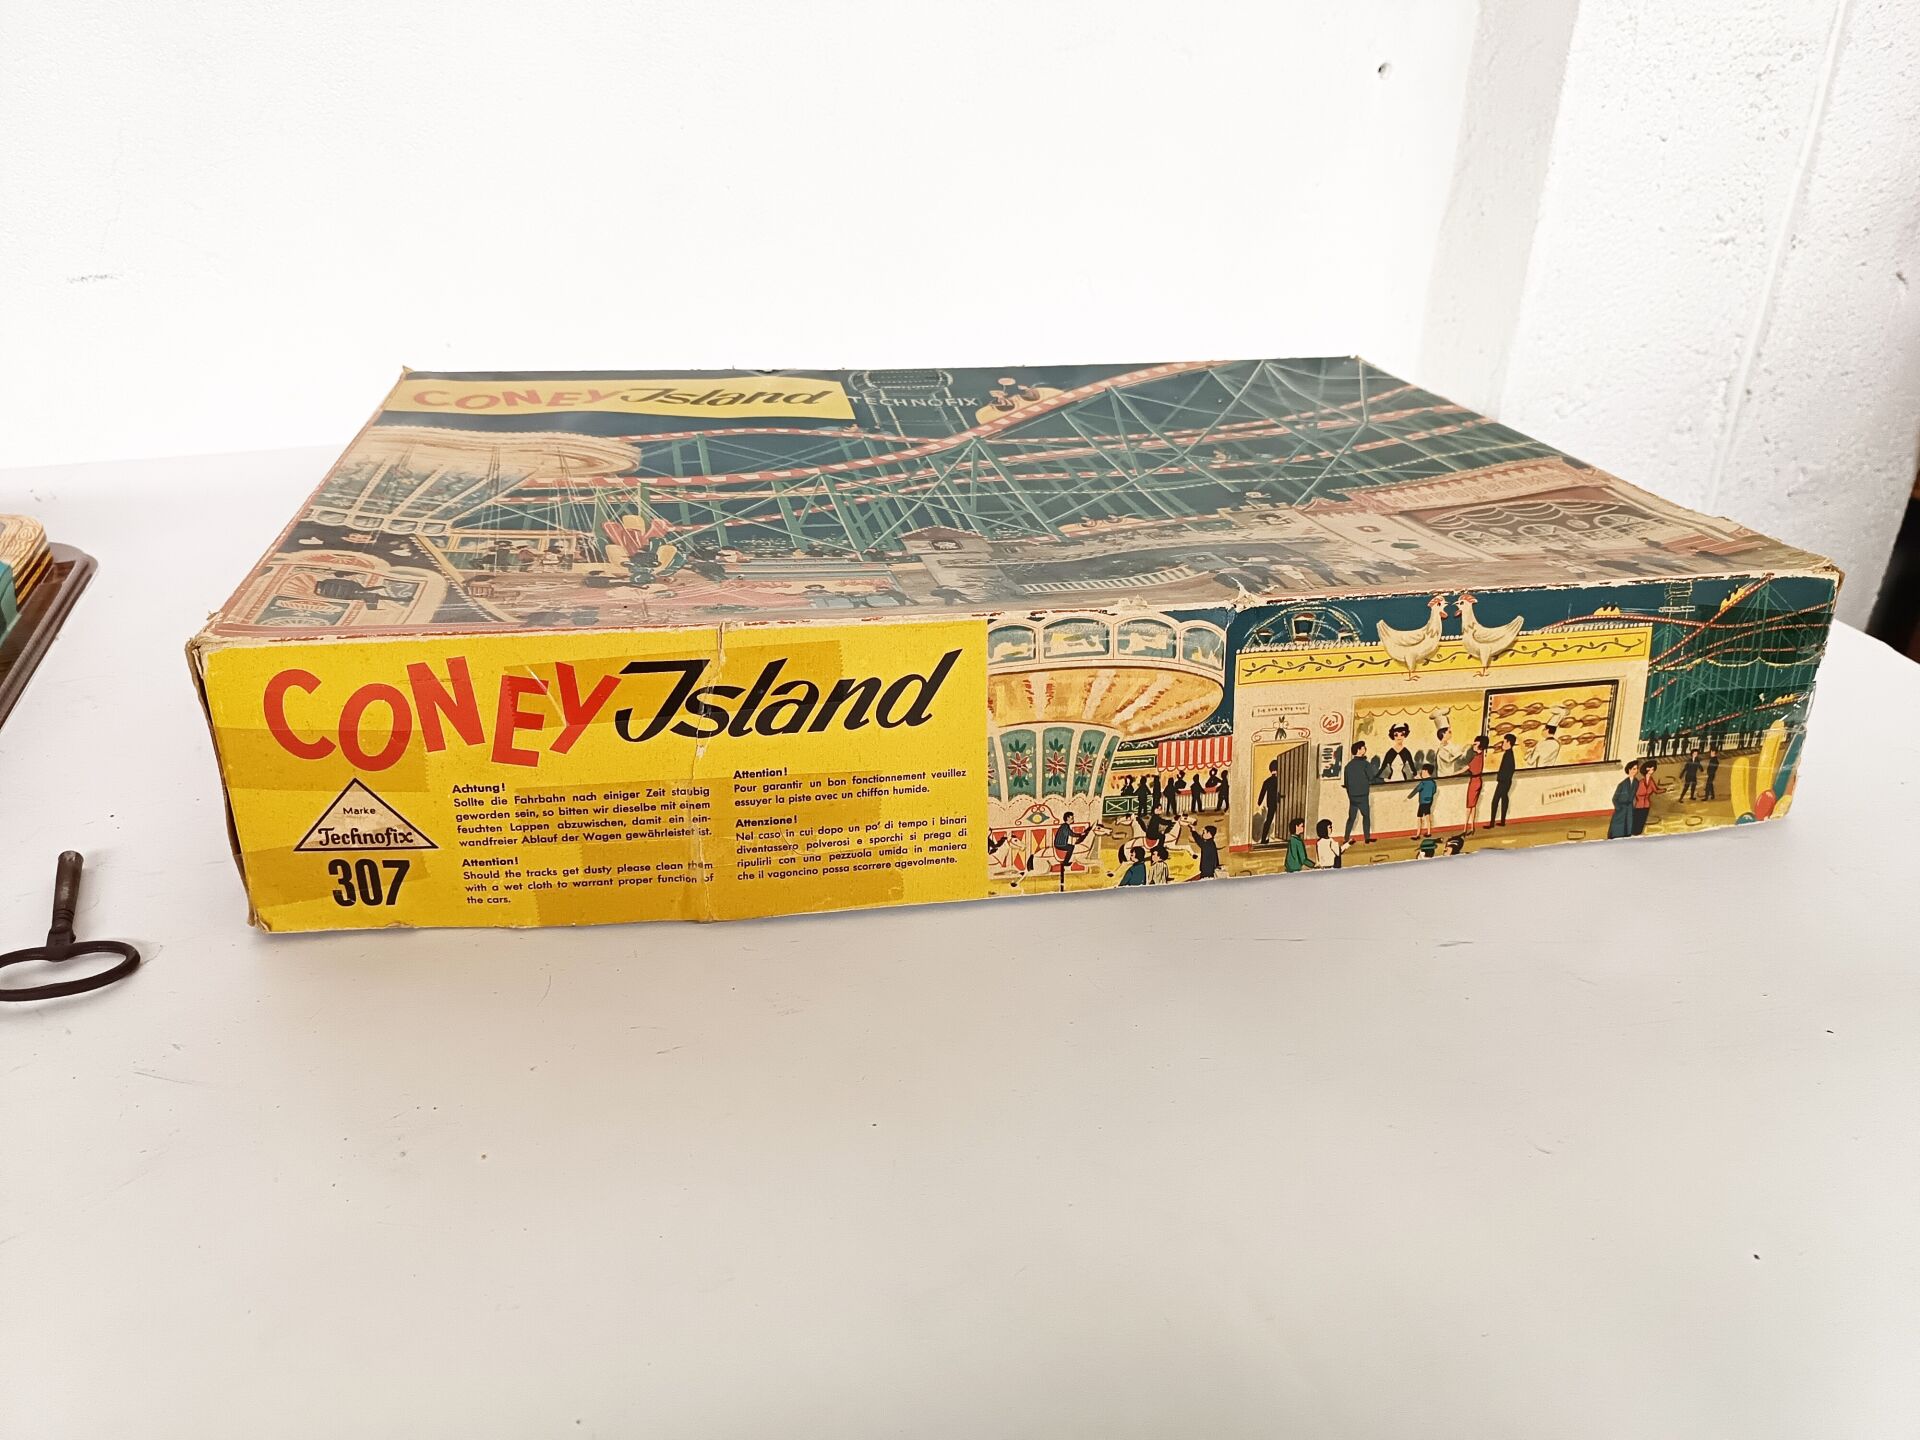 CONEY Island
TECHNOFIX
CONEY Island
Marke
Technofix
307
Achtung!
Sollte die Fahrbahn nach einiger Zeit staubig
geworden sein, so bitten wir dieselbe mit einem
feuchten Lappen abzuwischen, damit ein ein-
wandfreier Ablauf der Wagen gewährleistet ist.
Attention!
Should the tracks get dusty please clean them
with a wet cloth to warrant proper function of
the cars.
Attention!
Pour garantir un bon fonctionnement veuillez
essuyer la piste avec un chiffon humide.
Attenzione!
Nel caso in cui dopo un po' di tempo i binari
diventassero polverosi e sporchi si prega di
ripulirli con una pezzuola umida in maniera
che il vagoncino possa scorrere agevolmente.